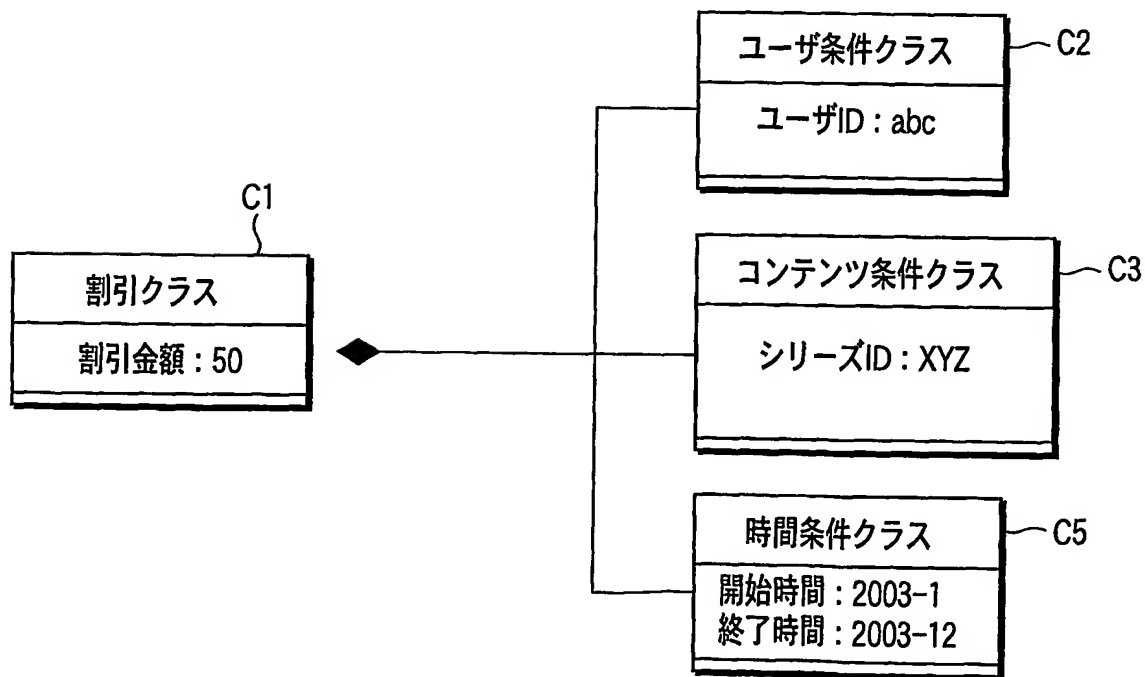 C1
割引クラス
割引金額：50
ユーザ条件クラス
C2
ユーザID：abc
コンテンツ条件クラス
C3
シリーズID：XYZ
時間条件クラス
C5
開始時間：2003-1
終了時間：2003-12